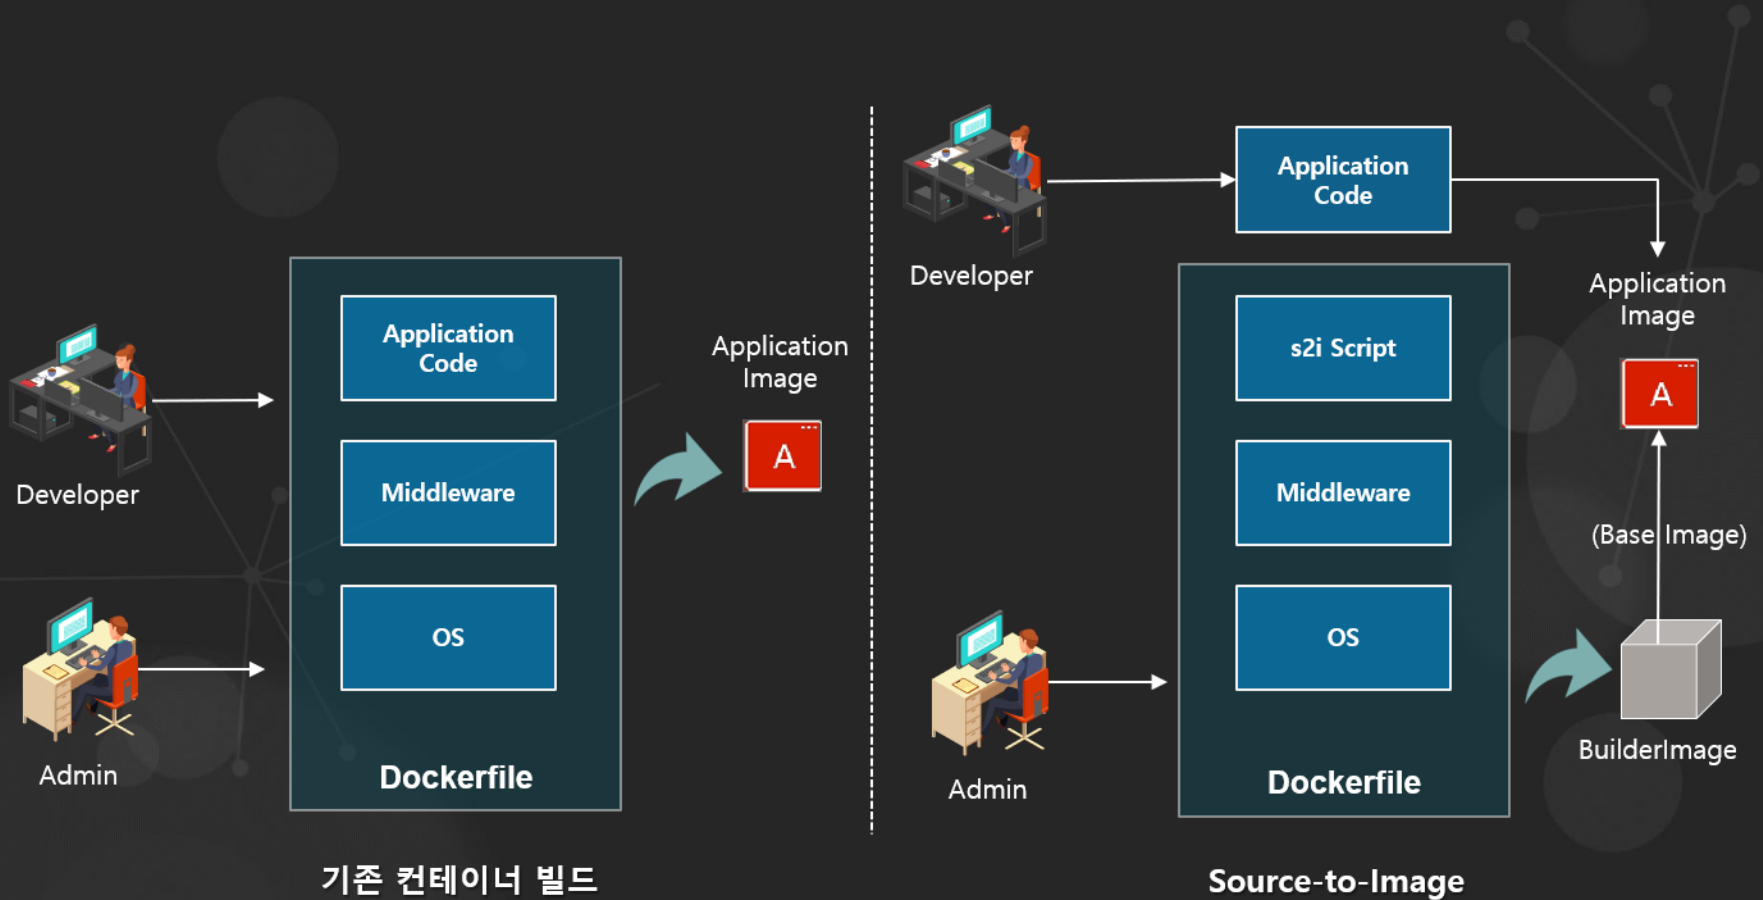 Application
Code
Middleware
OS
Dockerfile
Developer
Admin
Application
Image
A
기존 컨테이너 빌드
Developer
Application
Code
Application
Image
A
s2i Script
Middleware
OS
Dockerfile
Admin
(Base Image)
BuilderImage
Source-to-Image